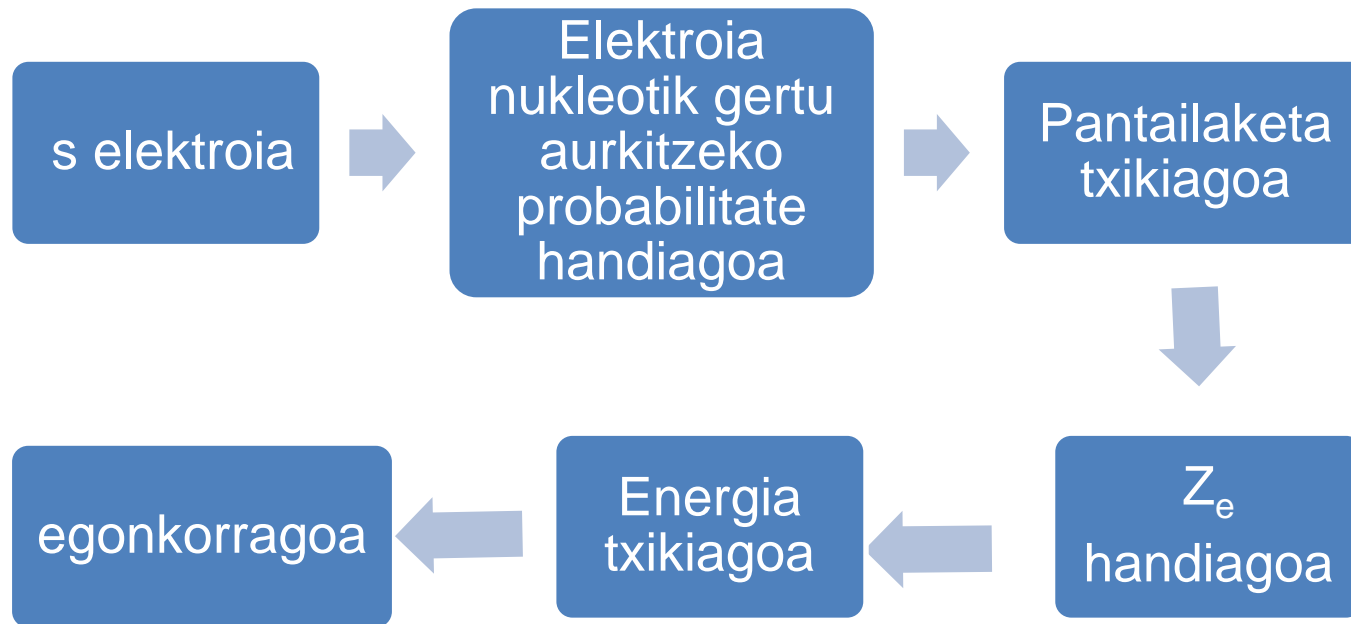 s elektroia
Elektroia
nukleotik gertu
aurkitzeko
probabilitate
handiagoa
Pantailaketa
txikiagoa
Zₑ
handiagoa
Energia
txikiagoa
egonkorragoa